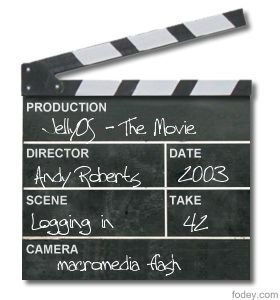 PRODUCTION
JellyOS - The Movie
DIRECTOR DATE
Andy Roberts 2003
SCENE TAKE
Logging in 42
CAMERA
macromedia flash
fodey.com